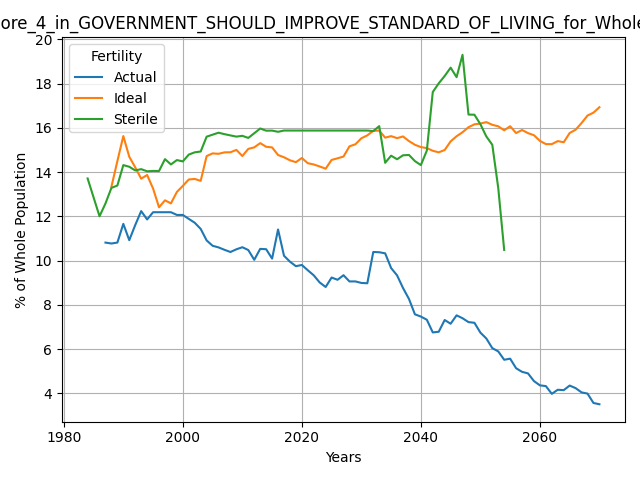 ore_4_in_GOVERNMENT_SHOULD_IMPROVE_STANDARD_OF_LIVING_for_Whole
20
18
16
14
12
10
8
6
4
% of Whole Population
Fertility
Actual
Ideal
Sterile
1980
2000
2020
2040
2060
Years